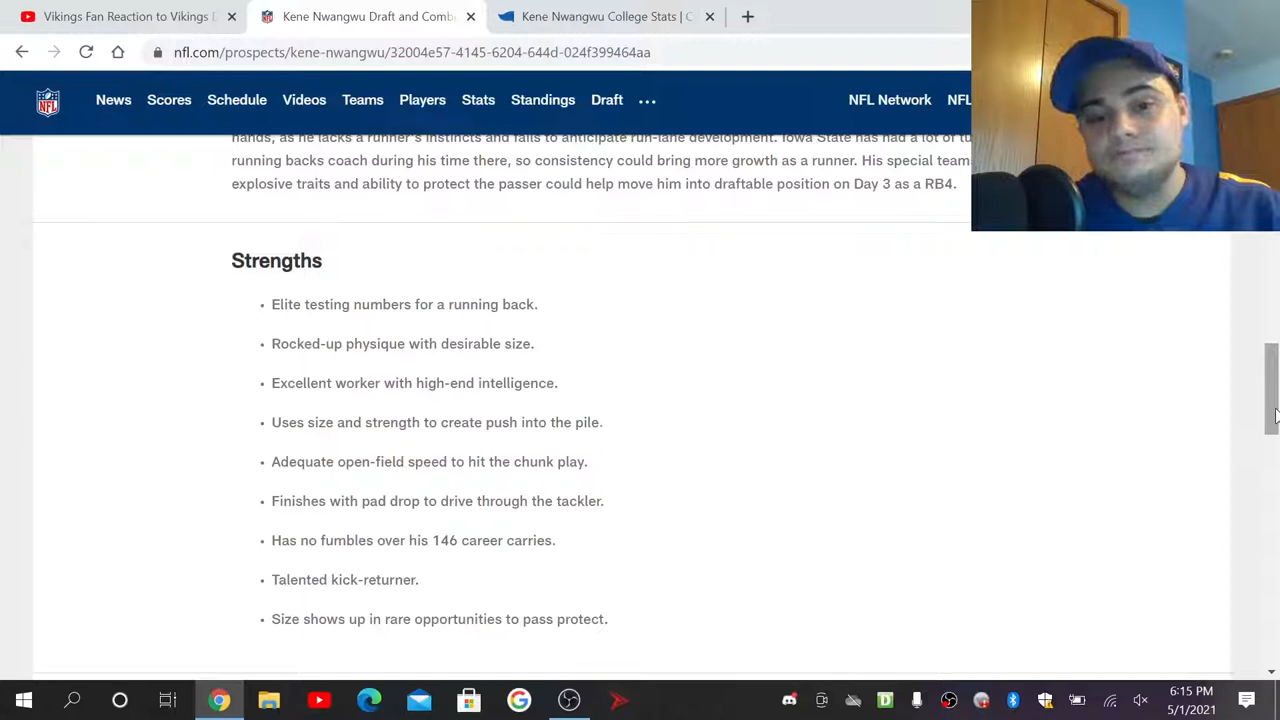 Vikings Fan Reaction to Vikings
Kene Nwangwu Draft and Comb
Kene Nwangwu College Stats | C
nfl.com/prospects/kene-nwangwu/32004e57-4145-6204-644d-024f399464aa
NFL
News Scores Schedule Videos Teams Players Stats Standings Draft ... NFL Network NFL
hands, as he lacks a runner's instincts and fails to anticipate run-lane development. Iowa State has had a lot of tu
running backs coach during his time there, so consistency could bring more growth as a runner. His special teams
explosive traits and ability to protect the passer could help move him into draftable position on Day 3 as a RB4.
Strengths
• Elite testing numbers for a running back.
• Rocked-up physique with desirable size.
• Excellent worker with high-end intelligence.
• Uses size and strength to create push into the pile.
• Adequate open-field speed to hit the chunk play.
• Finishes with pad drop to drive through the tackler.
• Has no fumbles over his 146 career carries.
• Talented kick-returner.
• Size shows up in rare opportunities to pass protect.
6:15 PM
5/1/2021